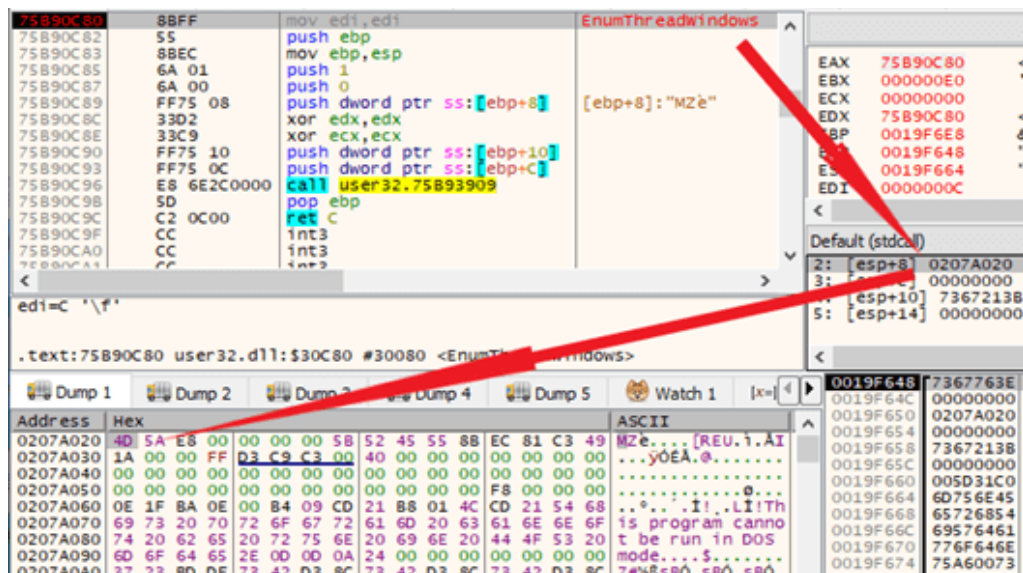 75B90C80 8BFF mov edi,edi EnumThreadWindows
75B90C82 55 push ebp
75B90C83 8BEC mov ebp,esp
75B90C85 6A 01 push 1
75B90C87 6A 00 push 0
75B90C89 FF75 08 push dword ptr ss:[ebp+8] [ebp+8]:"MZè"
75B90C8C 33D2 xor edx,edx
75B90C8E 33C9 xor ecx,ecx
75B90C90 FF75 10 push dword ptr ss:[ebp+10]
75B90C93 FF75 0C push dword ptr ss:[ebp+C]
75B90C96 E8 6E2C0000 call user32.75B93909
75B90C9B 5D pop ebp
75B90C9C C2 0C00 ret C
75B90C9F CC int3
75B90CA0 CC int3
75B90CA1 CC int3
EAX 75B90C80
EBX 000000E0
ECX 00000000
EDX 75B90C80
EBP 0019F6E8
0019F648
0019F664
EDI 0000000C
Default (stdcall)
2: [esp+8] 0207A020
3: 00000000
[esp+10] 7367213B
5: [esp+14] 00000000
edi=C '\f'
.text:75B90C80 user32.dll:$30C80 #30080 <EnumThreadWindows>
Dump 1 Dump 2 Dump 3 Dump 4 Dump 5 Watch 1 [x=]
Address Hex ASCII
0207A020 4D 5A E8 00 00 00 00 5B 52 45 55 8B EC 81 C3 49 MZè....[REU.ì.ÃI
0207A030 1A 00 00 FF D3 C9 C3 00 40 00 00 00 00 00 00 00 ...ÿÓÉÃ.@.......
0207A040 00 00 00 00 00 00 00 00 00 00 00 00 00 00 00 00 ................
0207A050 00 00 00 00 00 00 00 00 00 00 00 00 F8 00 00 00 ............ø...
0207A060 0E 1F BA 0E 00 B4 09 CD 21 B8 01 4C CD 21 54 68 ..º..´.Í!¸.LÍ!Th
0207A070 69 73 20 70 72 6F 67 72 61 6D 20 63 61 6E 6E 6F is program canno
0207A080 74 20 62 65 20 72 75 6E 20 69 6E 20 44 4F 53 20 t be run in DOS
0207A090 6D 6F 64 65 2E 0D 0D 0A 24 00 00 00 00 00 00 00 mode....$.......
0019F648 7367763E
0019F64C 00000000
0019F650 0207A020
0019F654 00000000
0019F658 7367213B
0019F65C 00000000
0019F660 005D31C0
0019F664 6D756E45
0019F668 65726854
0019F66C 69576461
0019F670 776F646E
0019F674 75A60073